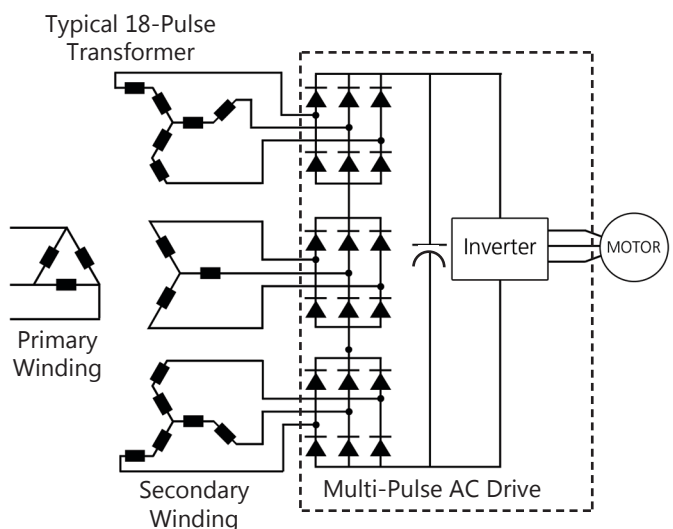 Typical 18-Pulse
Transformer
Inverter
MOTOR
Primary
Winding
Secondary
Winding
Multi-Pulse AC Drive